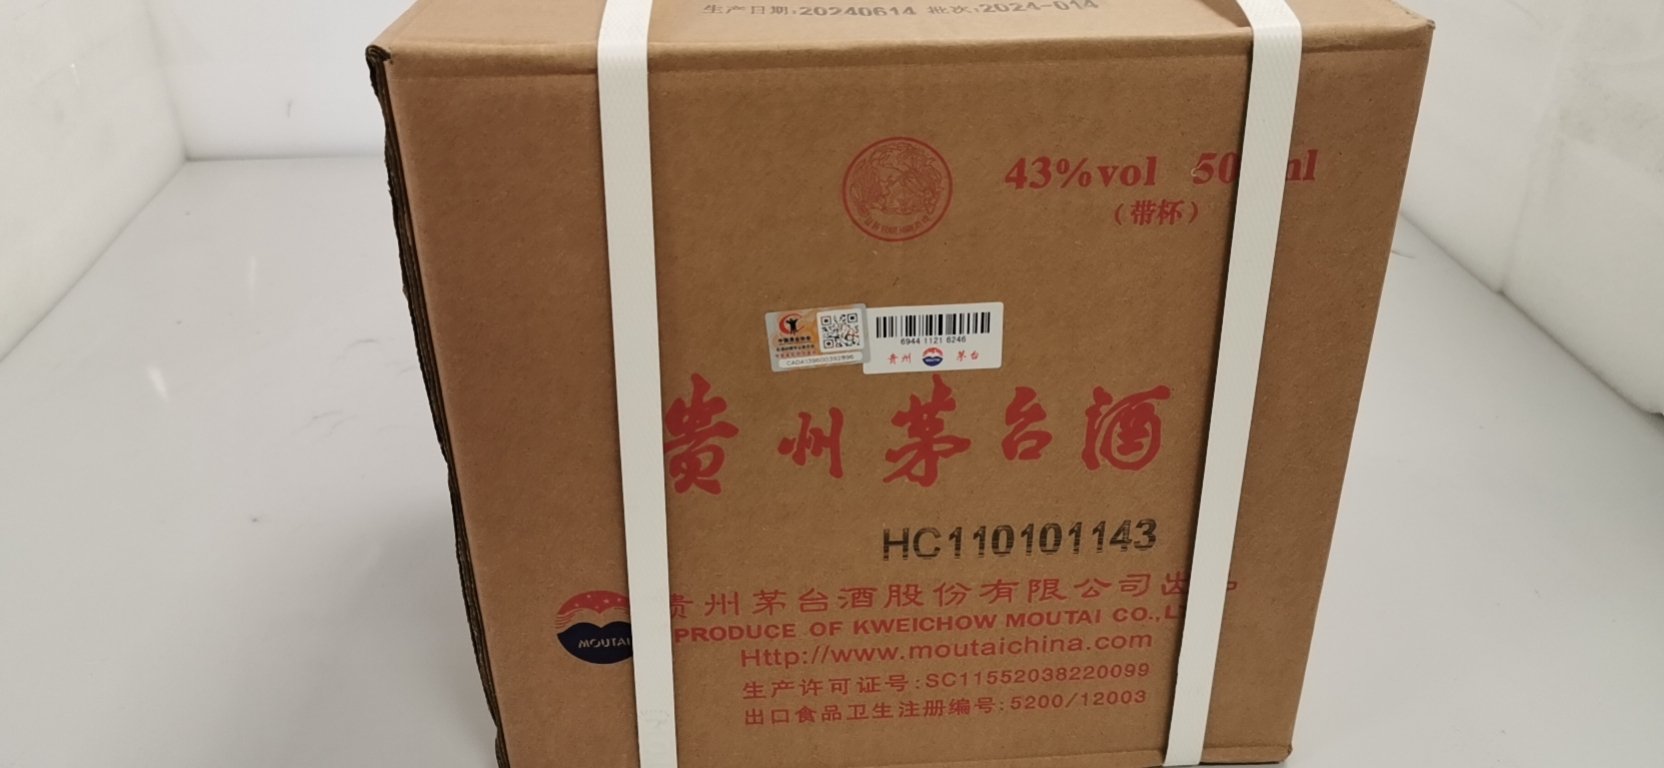 生产日期:20240614 批次:2024-014
43%vol 50 ml
（带杯）
6944 1121 6246
贵州 茅台
贵州茅台酒
HC110101143
贵州茅台酒股份有限公司出
MOUTAI
PRODUCE OF KWEICHOW MOUTAI CO.,L
Http://www.moutaichina.com
生产许可证号:SC11552038220099
出口食品卫生注册编号:5200/12003